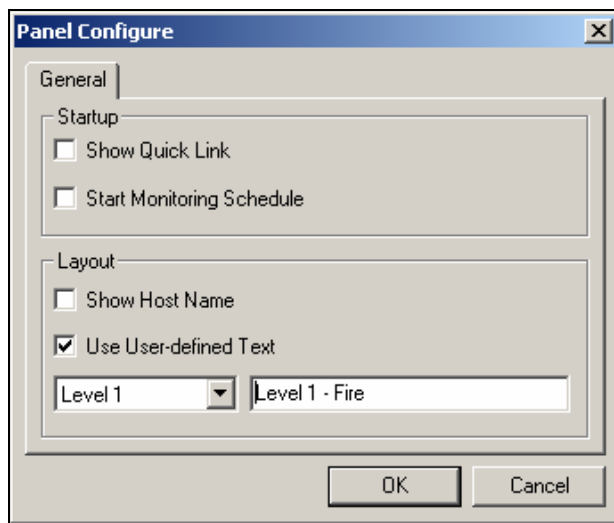 Panel Configure
General
Startup
Show Quick Link
Start Monitoring Schedule
Layout
Show Host Name
Use User-defined Text
Level 1
Level 1 - Fire
OK
Cancel